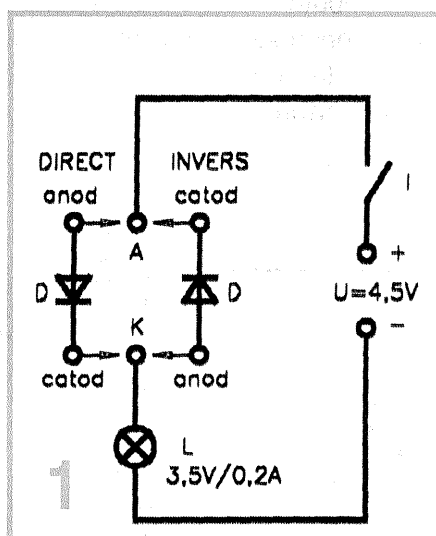 DIRECT
INVERS
anod
catod
A
I
+
D
D
U=4,5V
K
-
catod
anod
L
3,5V/0,2A
1